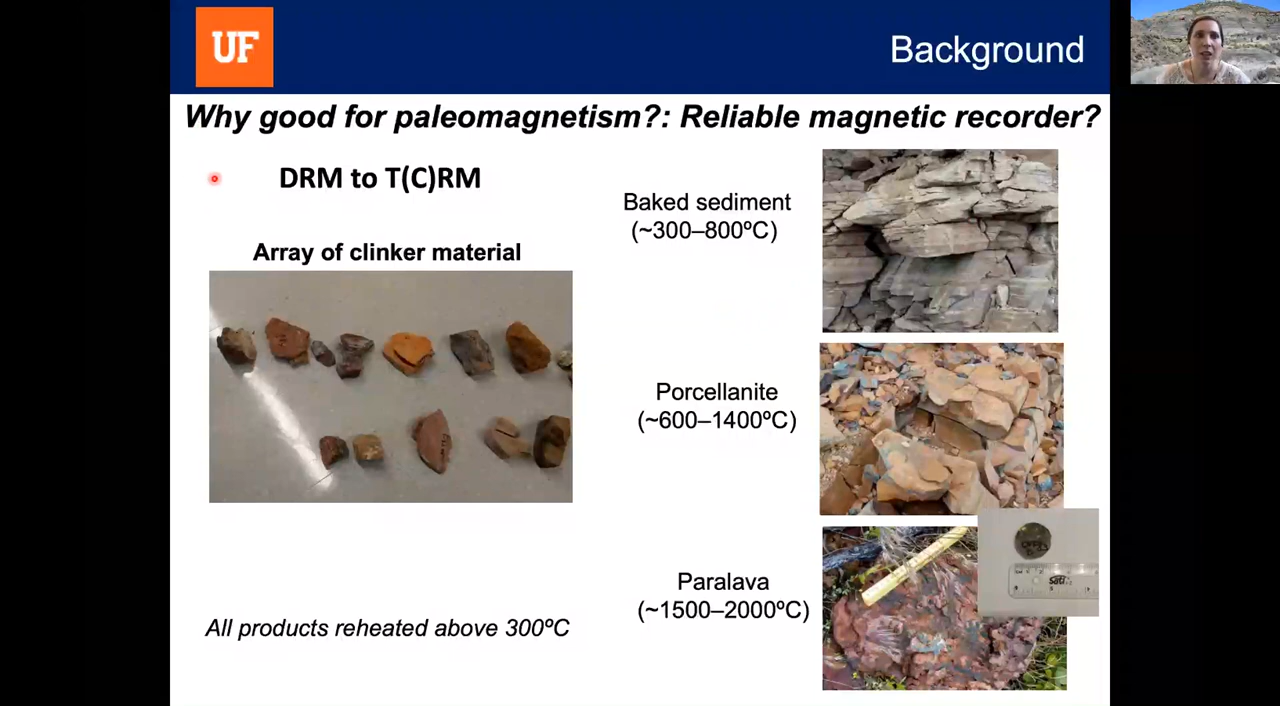 UF
Background
Why good for paleomagnetism?: Reliable magnetic recorder?
DRM to T(C)RM
Array of clinker material
All products reheated above 300ºC
Baked sediment
(~300–800ºC)
Porcellanite
(~600–1400ºC)
Paralava
(~1500–2000ºC)